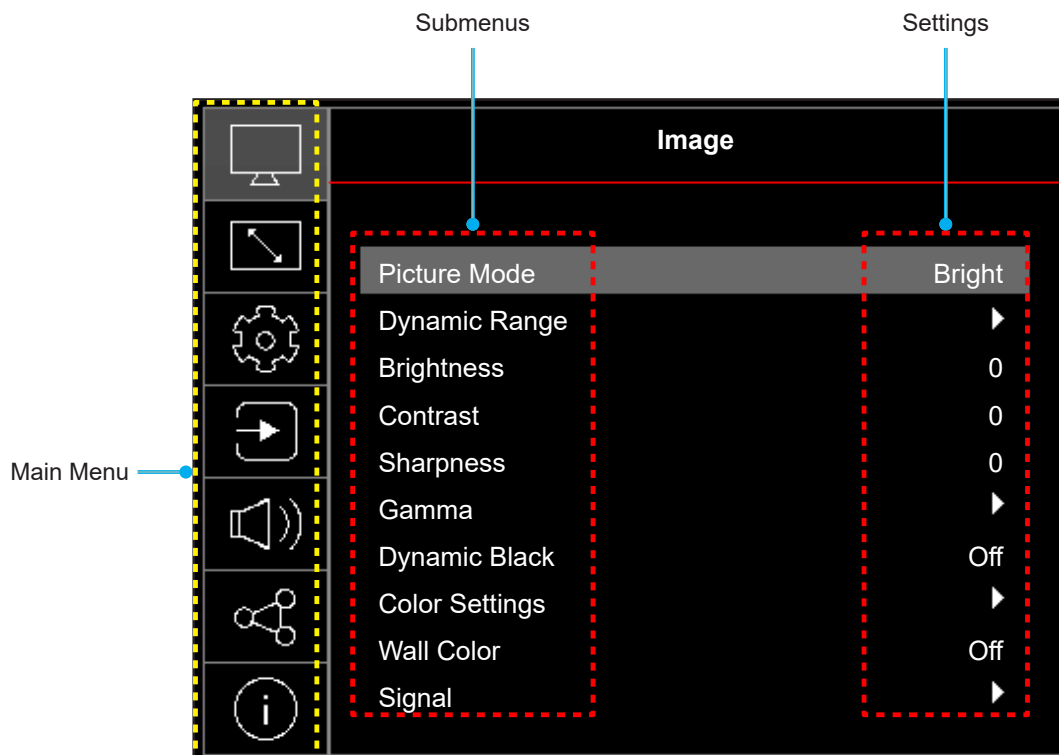 Submenus Settings
Image
Picture Mode Bright
Dynamic Range
Brightness 0
Contrast 0
Main Menu
Sharpness 0
Gamma
Dynamic Black Off
Color Settings
Wall Color Off
Signal
i